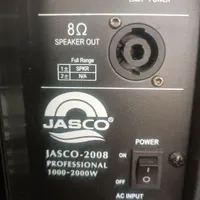 8Ω
SPEAKER OUT
Full Range
1± SPKR
2± N/A
JASCO
JASCO-2008
PROFESSIONAL
1000-2000W
POWER
ON
OFF
AC INPUT